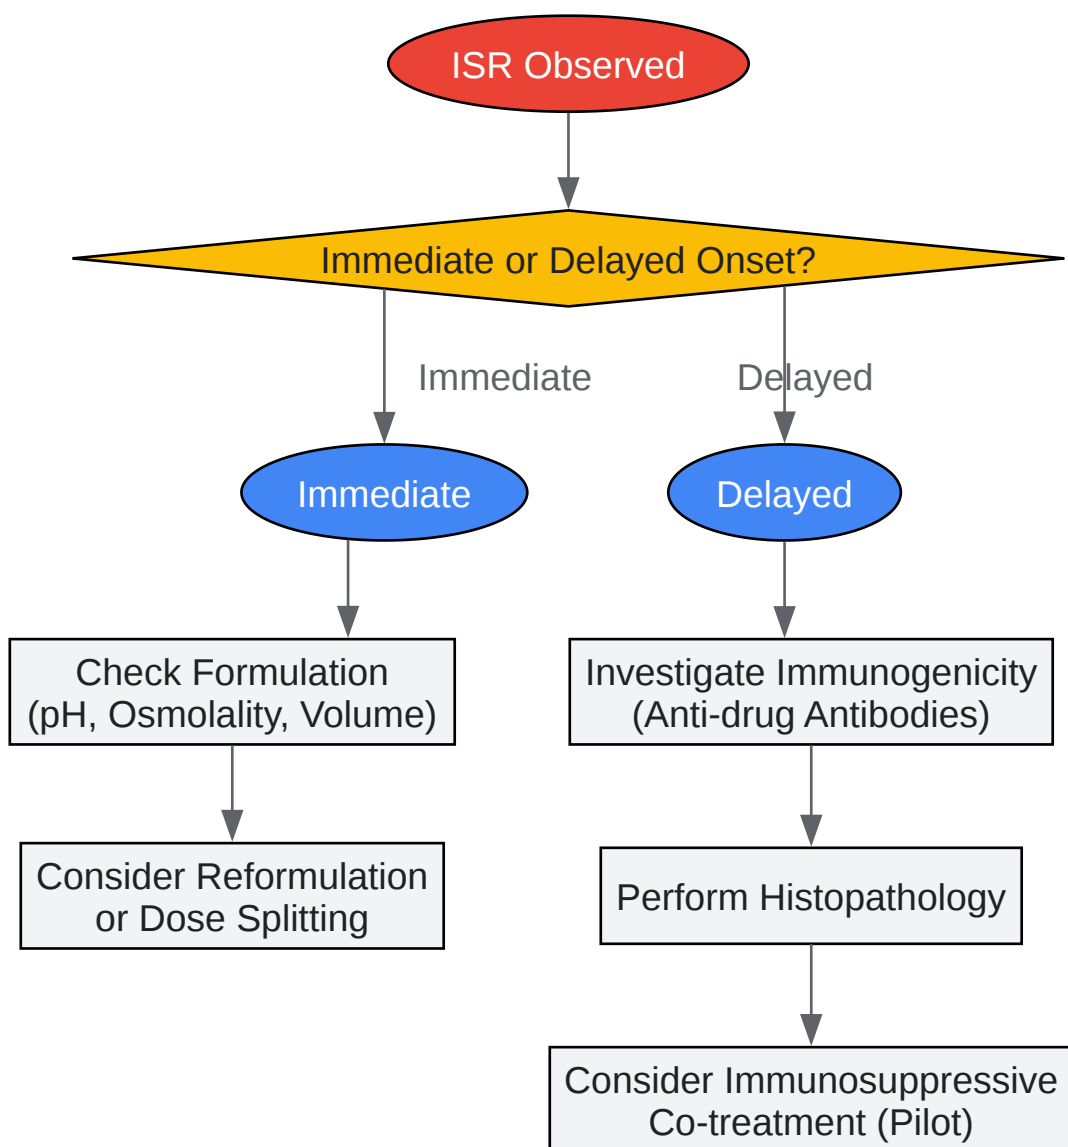 ISR Observed
Immediate or Delayed Onset?
Immediate
Delayed
Immediate
Delayed
Check Formulation
(pH, Osmolality, Volume)
Investigate Immunogenicity
(Anti-drug Antibodies)
Consider Reformulation
or Dose Splitting
Perform Histopathology
Consider Immunosuppressive
Co-treatment (Pilot)